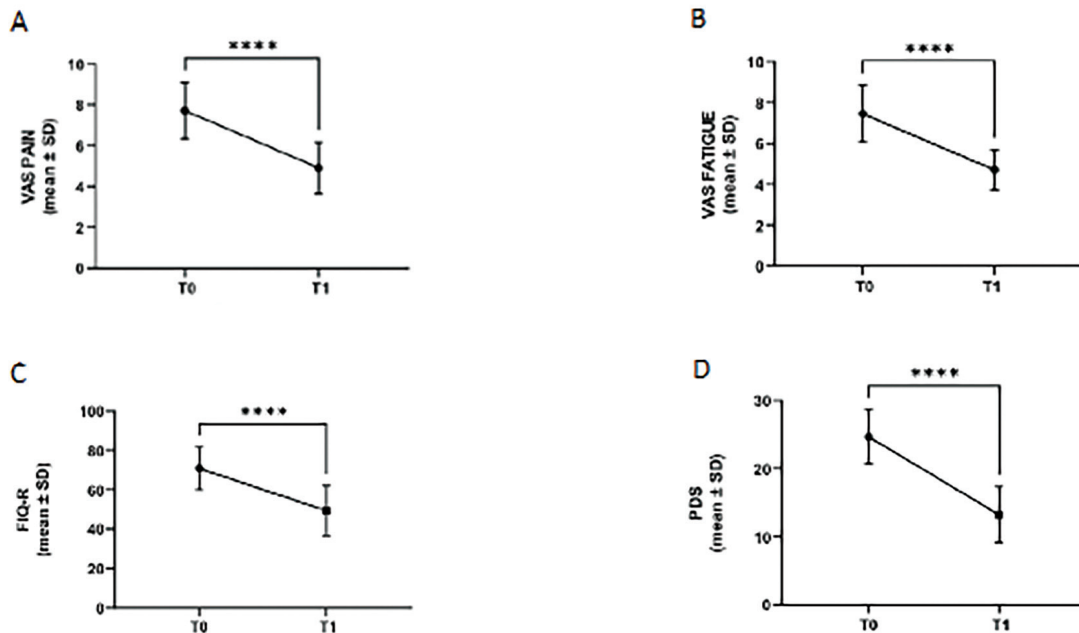 A
****
10
8
6
4
2
0
VAS PAIN
(mean ± SD)
T0
T1
B
****
10
8
6
4
2
0
VAS FATIGUE
(mean ± SD)
T0
T1
C
****
100
80
60
40
20
0
FIQ-R
(mean ± SD)
T0
T1
D
****
30
20
10
0
PDS
(mean ± SD)
T0
T1